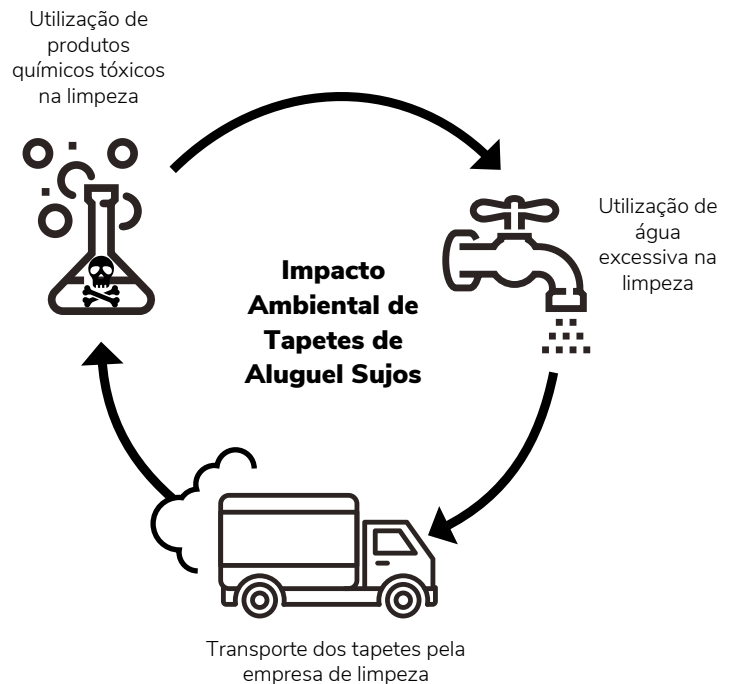 Utilização de
produtos
químicos tóxicos
na limpeza
Utilização de
água
excessiva na
limpeza
Impacto
Ambiental de
Tapetes de
Aluguel Sujos
Transporte dos tapetes pela
empresa de limpeza